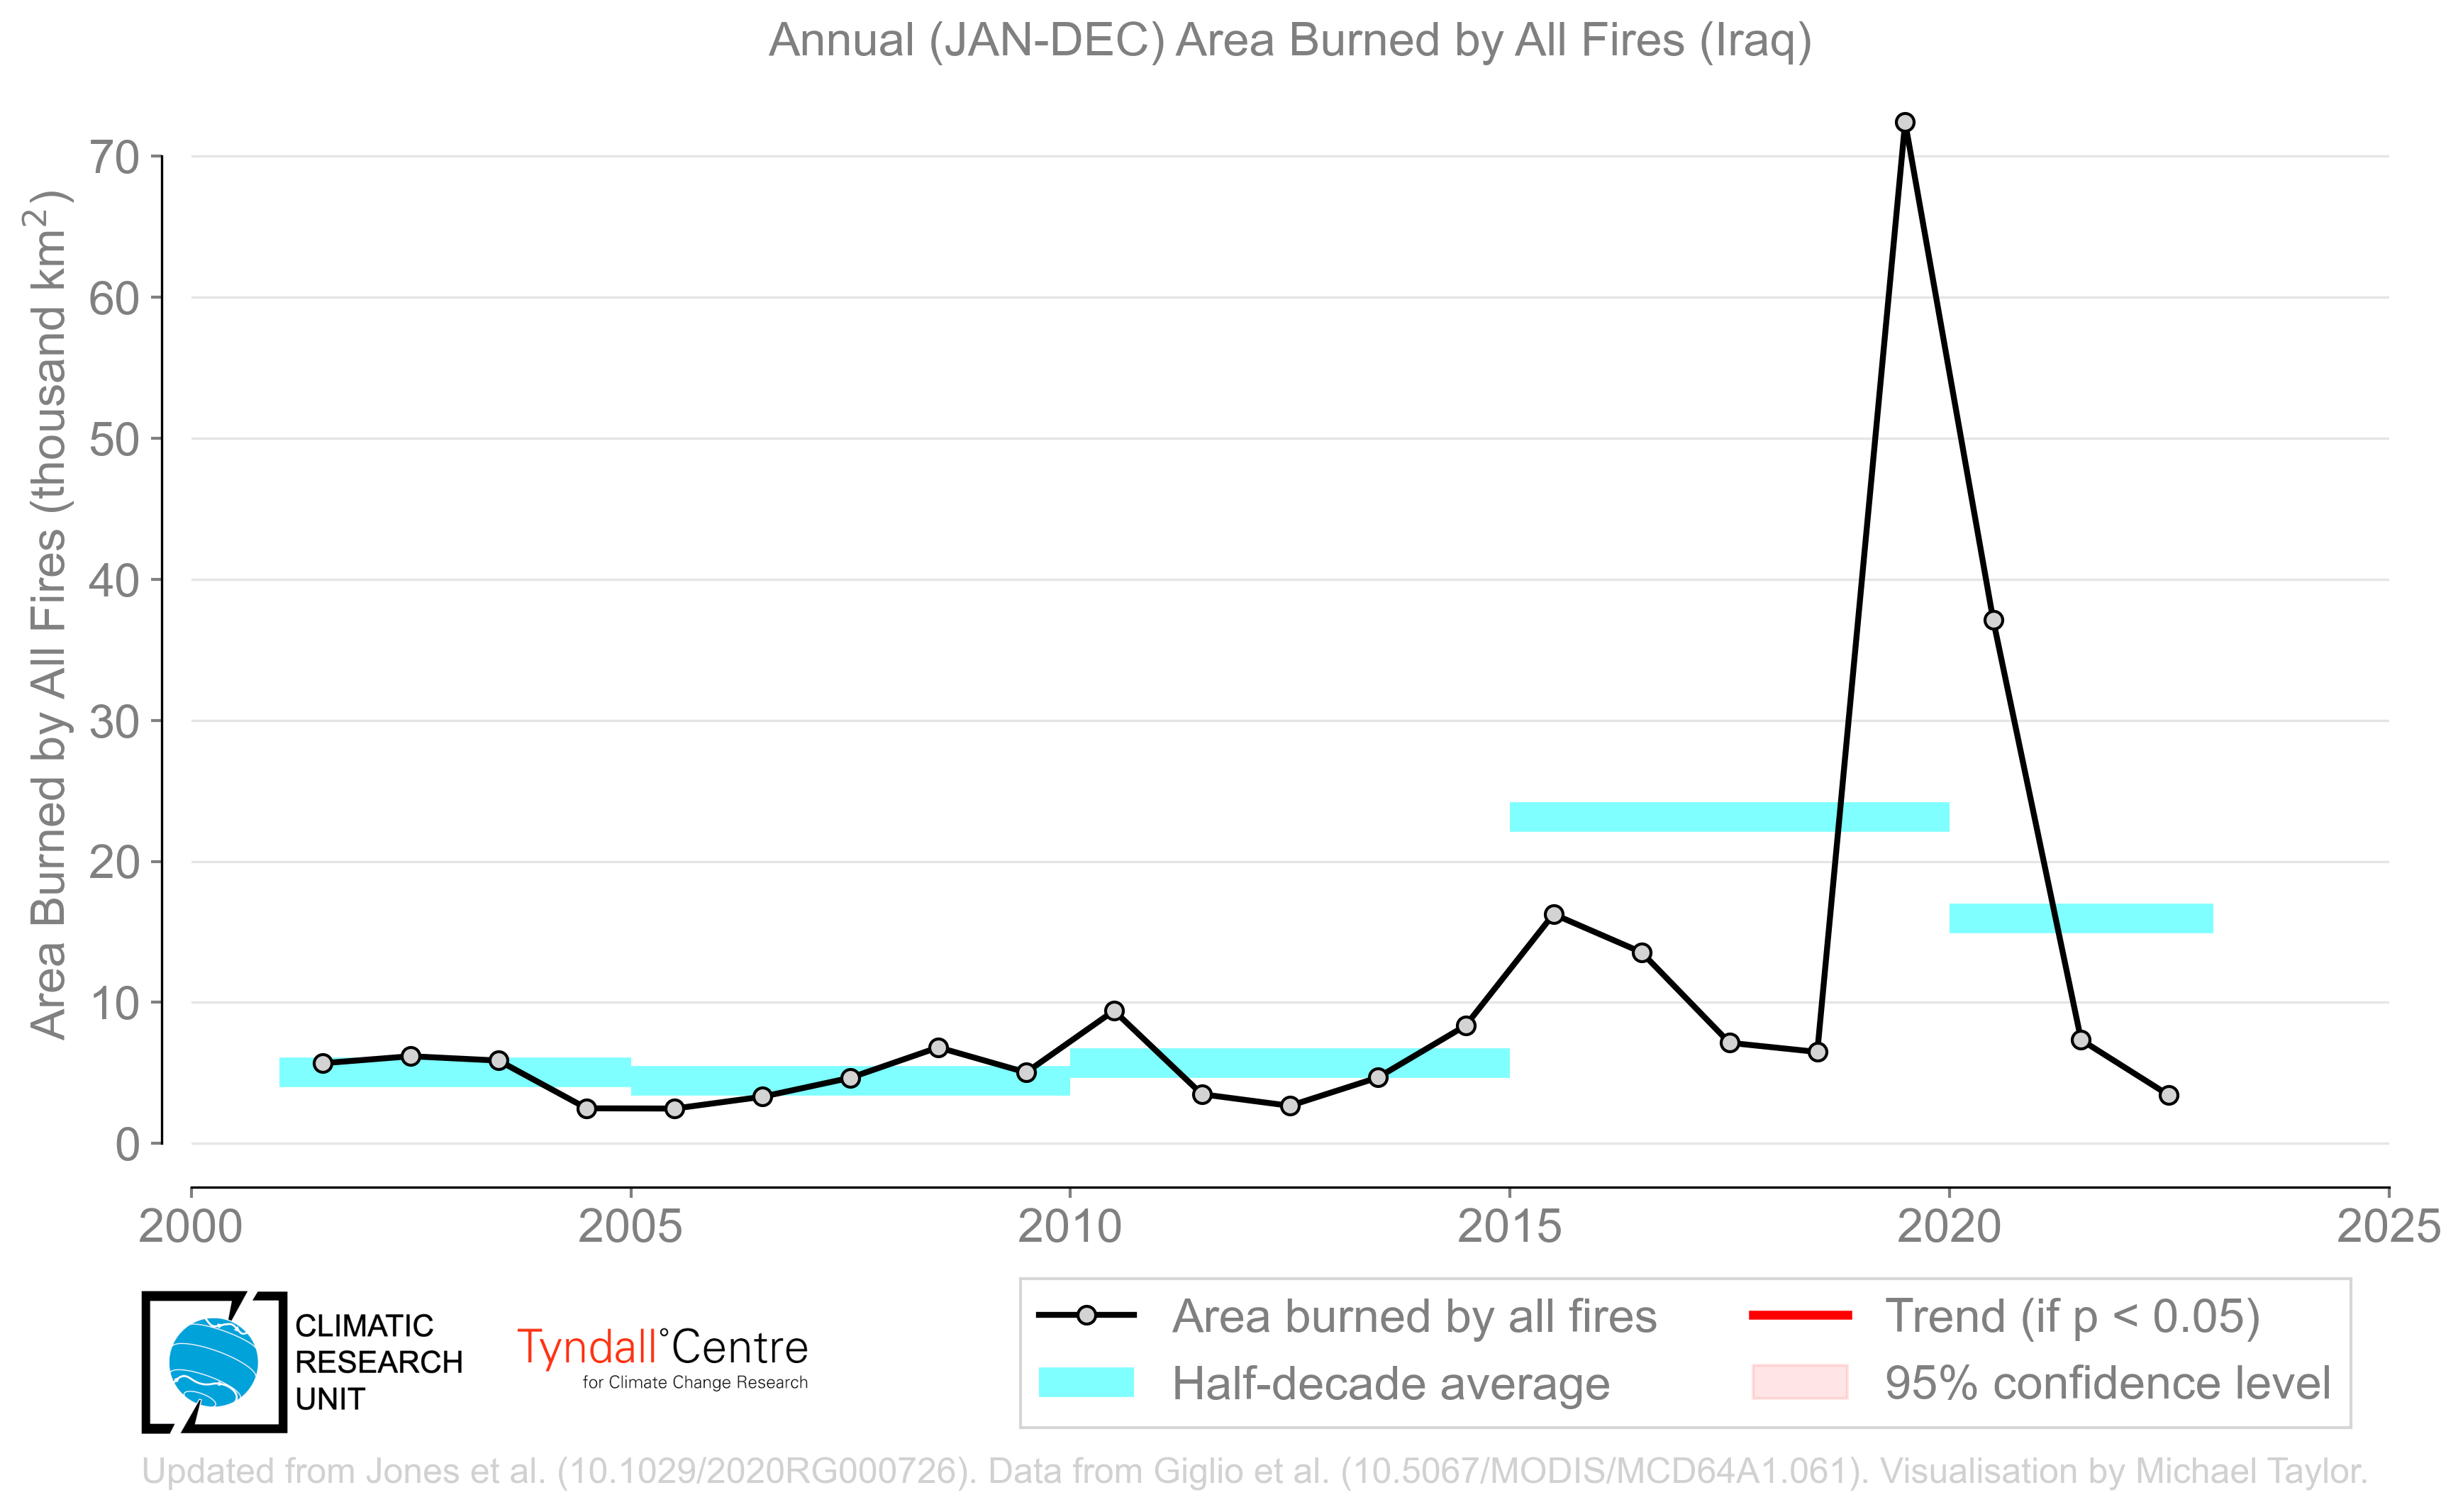 Annual (JAN-DEC) Area Burned by All Fires (Iraq)
Area Burned by All Fires (thousand km²)
70
60
50
40
30
20
10
0
2000 2005 2010 2015 2020 2025
CLIMATIC
RESEARCH
UNIT
Tyndall°Centre
for Climate Change Research
Area burned by all fires
Half-decade average
Trend (if p < 0.05)
95% confidence level
Updated from Jones et al. (10.1029/2020RG000726). Data from Giglio et al. (10.5067/MODIS/MCD64A1.061). Visualisation by Michael Taylor.